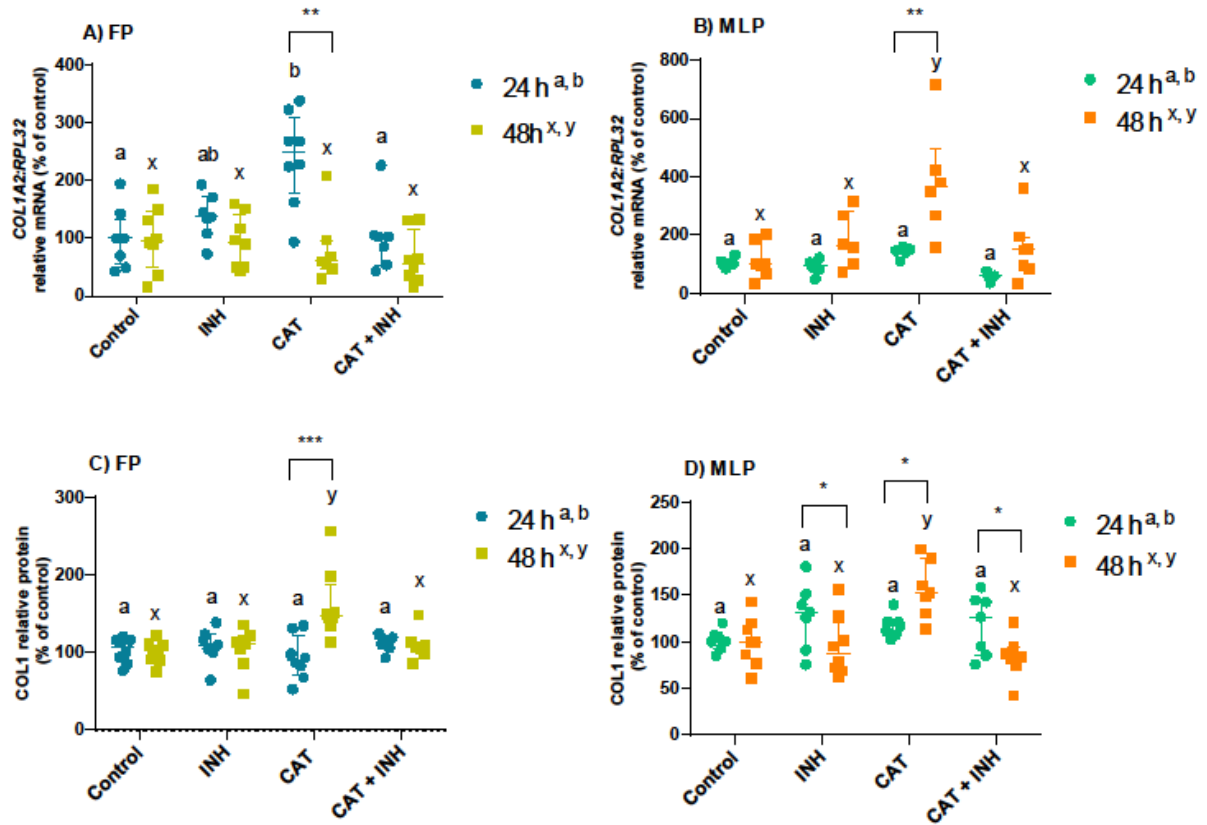 A) FP
**
COL1A2:RPL32
relative mRNA (% of control)
400
300
200
100
0
a
x
ab
x
b
x
a
x
Control
INH
CAT
CAT + INH
24 h a, b
48h x, y
B) MLP
**
COL1A2:RPL32
relative mRNA (% of control)
800
600
400
200
0
a
x
a
x
a
y
a
x
Control
INH
CAT
CAT + INH
24 h a, b
48 h x, y
C) FP
***
COL1 relative protein
(% of control)
300
200
100
0
a
x
a
x
a
y
a
x
Control
INH
CAT
CAT + INH
24 h a, b
48 h x, y
D) MLP
*
*
*
COL1 relative protein
(% of control)
250
200
150
100
50
0
a
x
a
x
a
y
a
x
Control
INH
CAT
CAT + INH
24 h a, b
48 h x, y